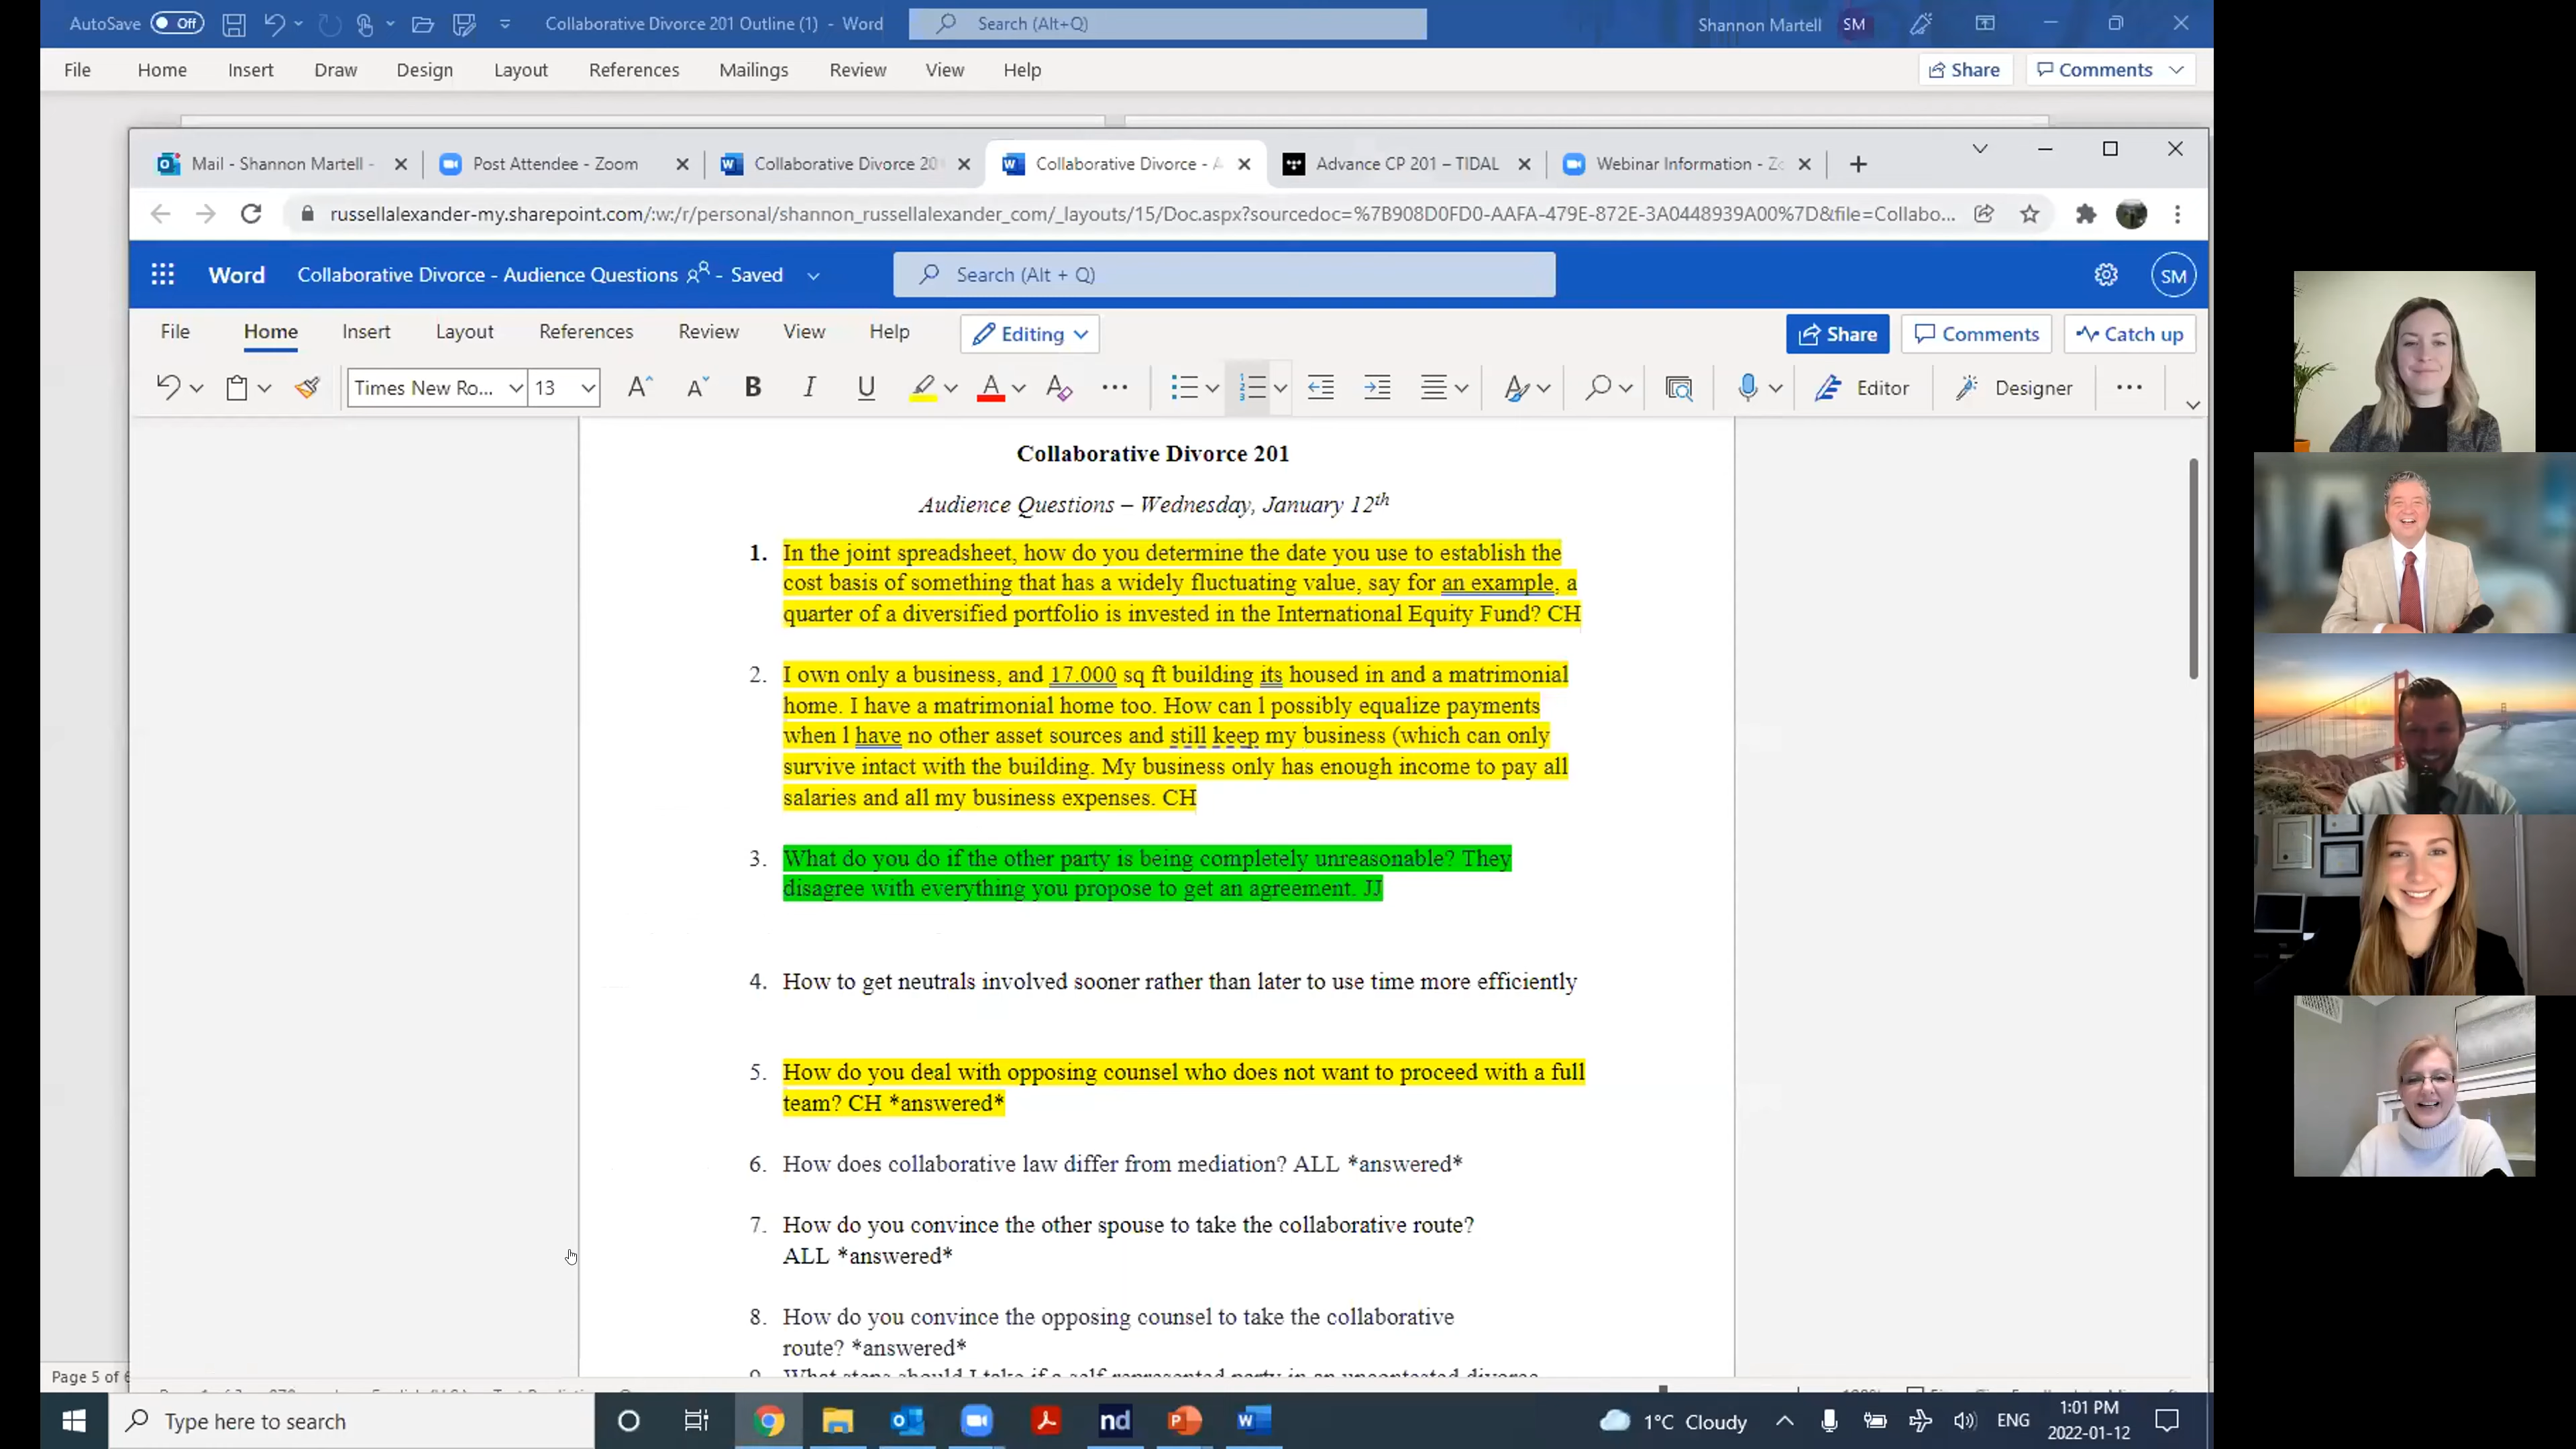 AutoSave Off Collaborative Divorce 201 Outline (1) - Word Search (Alt+Q) Shannon Martell SM
File Home Insert Draw Design Layout References Mailings Review View Help Share Comments
Mail - Shannon Martell - Post Attendee - Zoom Collaborative Divorce 20 Collaborative Divorce - A Advance CP 201 – TIDAL Webinar Information - Zo
russellalexander-my.sharepoint.com/:w:/r/personal/shannon_russellalexander_com/_layouts/15/Doc.aspx?sourcedoc=%7B908D0FD0-AAFA-479E-872E-3A0448939A00%7D&file=Collabo...
Word Collaborative Divorce - Audience Questions - Saved Search (Alt + Q) SM
File Home Insert Layout References Review View Help Editing Share Comments Catch up
Times New Ro... 13 A A B I U A A Editor Designer
Collaborative Divorce 201
Audience Questions – Wednesday, January 12th
1. In the joint spreadsheet, how do you determine the date you use to establish the
cost basis of something that has a widely fluctuating value, say for an example, a
quarter of a diversified portfolio is invested in the International Equity Fund? CH
2. I own only a business, and 17.000 sq ft building its housed in and a matrimonial
home. I have a matrimonial home too. How can l possibly equalize payments
when l have no other asset sources and still keep my business (which can only
survive intact with the building. My business only has enough income to pay all
salaries and all my business expenses. CH
3. What do you do if the other party is being completely unreasonable? They
disagree with everything you propose to get an agreement. JJ
4. How to get neutrals involved sooner rather than later to use time more efficiently
5. How do you deal with opposing counsel who does not want to proceed with a full
team? CH *answered*
6. How does collaborative law differ from mediation? ALL *answered*
7. How do you convince the other spouse to take the collaborative route?
ALL *answered*
8. How do you convince the opposing counsel to take the collaborative
route? *answered*
9. What steps should I take if a self-represented party in an uncontested divorce
Page 5 of 6
Type here to search nd 1°C Cloudy ENG 1:01 PM
2022-01-12